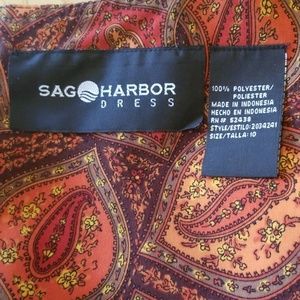 SAG HARBOR
DRESS
100% POLYESTER/
POLIESTER
MADE IN INDONESIA
HECHO EN INDONESIA
RN# 52438
STYLE/ESTILO: 2034241
SIZE/TALLA: 10